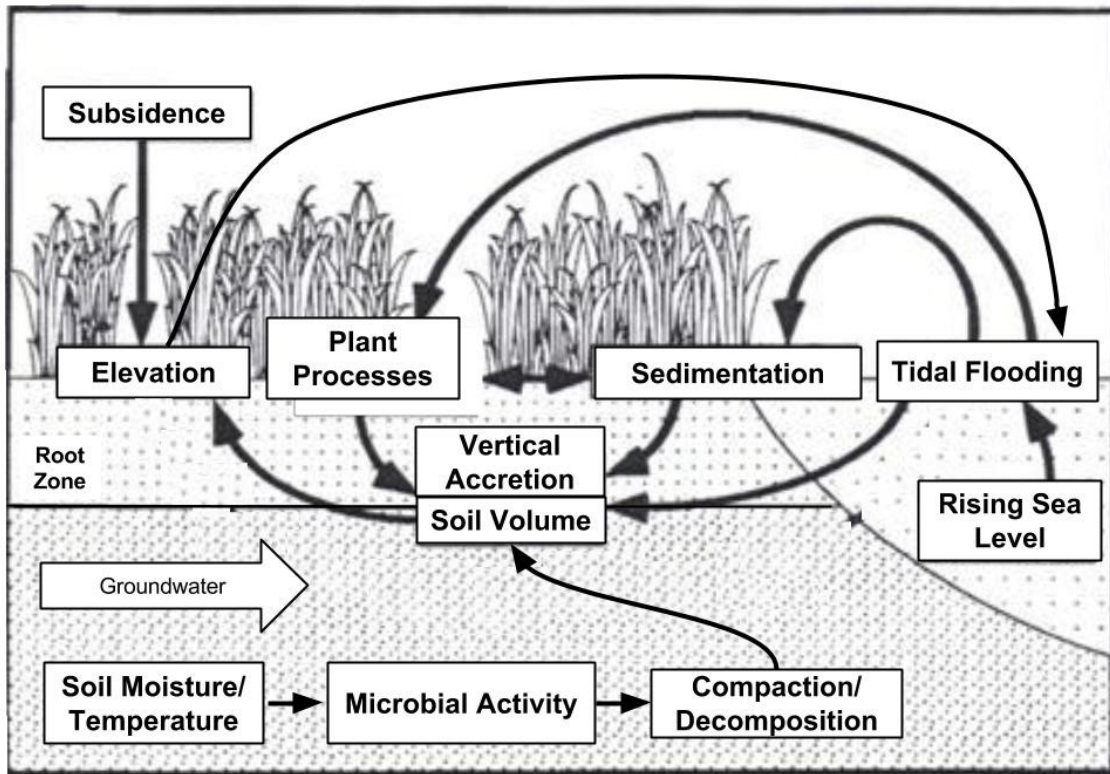 Subsidence
Elevation
Plant
Processes
Sedimentation
Tidal Flooding
Root
Zone
Vertical
Accretion
Soil Volume
Rising Sea
Level
Groundwater
Soil Moisture/
Temperature
Microbial Activity
Compaction/
Decomposition